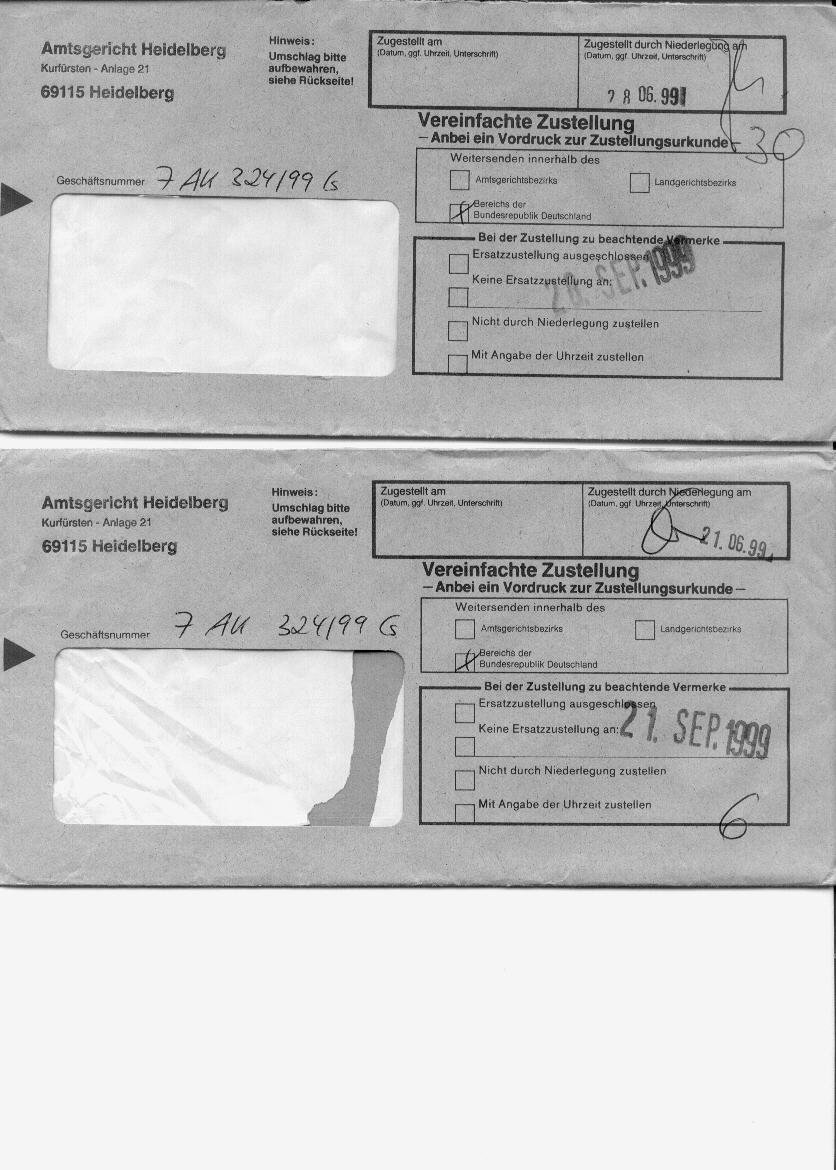 Amtsgericht Heidelberg
Kurfürsten - Anlage 21
69115 Heidelberg
Hinweis:
Umschlag bitte
aufbewahren,
siehe Rückseite!
Zugestellt am
(Datum, ggf. Uhrzeit, Unterschrift)
Zugestellt durch Niederlegung am
(Datum, ggf. Uhrzeit, Unterschrift)
28 06.99
Vereinfachte Zustellung
– Anbei ein Vordruck zur Zustellungsurkunde –
30
Weitersenden innerhalb des
Amtsgerichtsbezirks
Landgerichtsbezirks
Bereichs der
Bundesrepublik Deutschland
Geschäftsnummer 7 AK 324/99 Cs
Bei der Zustellung zu beachtende Vermerke
Ersatzzustellung ausgeschlossen
Keine Ersatzzustellung an:
SEP. 1999
Nicht durch Niederlegung zustellen
Mit Angabe der Uhrzeit zustellen
Amtsgericht Heidelberg
Kurfürsten - Anlage 21
69115 Heidelberg
Hinweis:
Umschlag bitte
aufbewahren,
siehe Rückseite!
Zugestellt am
(Datum, ggf. Uhrzeit, Unterschrift)
Zugestellt durch Niederlegung am
(Datum, ggf. Uhrzeit, Unterschrift)
21. 06. 99
Vereinfachte Zustellung
– Anbei ein Vordruck zur Zustellungsurkunde –
Weitersenden innerhalb des
Amtsgerichtsbezirks
Landgerichtsbezirks
Bereichs der
Bundesrepublik Deutschland
Geschäftsnummer 7 AK 324/99 Cs
Bei der Zustellung zu beachtende Vermerke
Ersatzzustellung ausgeschlossen
Keine Ersatzzustellung an:
21. SEP. 1999
Nicht durch Niederlegung zustellen
Mit Angabe der Uhrzeit zustellen
6